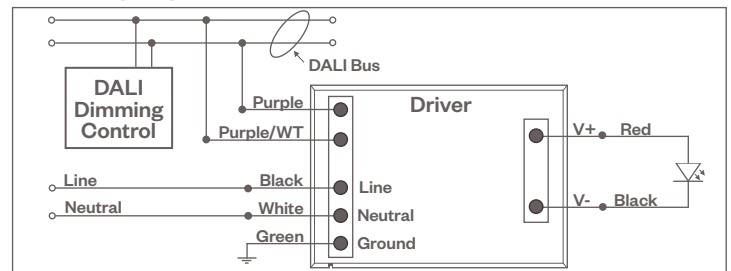 DALI Bus
DALI
Dimming
Control
Purple
Driver
Purple/WT
V+ Red
Line Black Line
V- Black
Neutral White Neutral
Green Ground